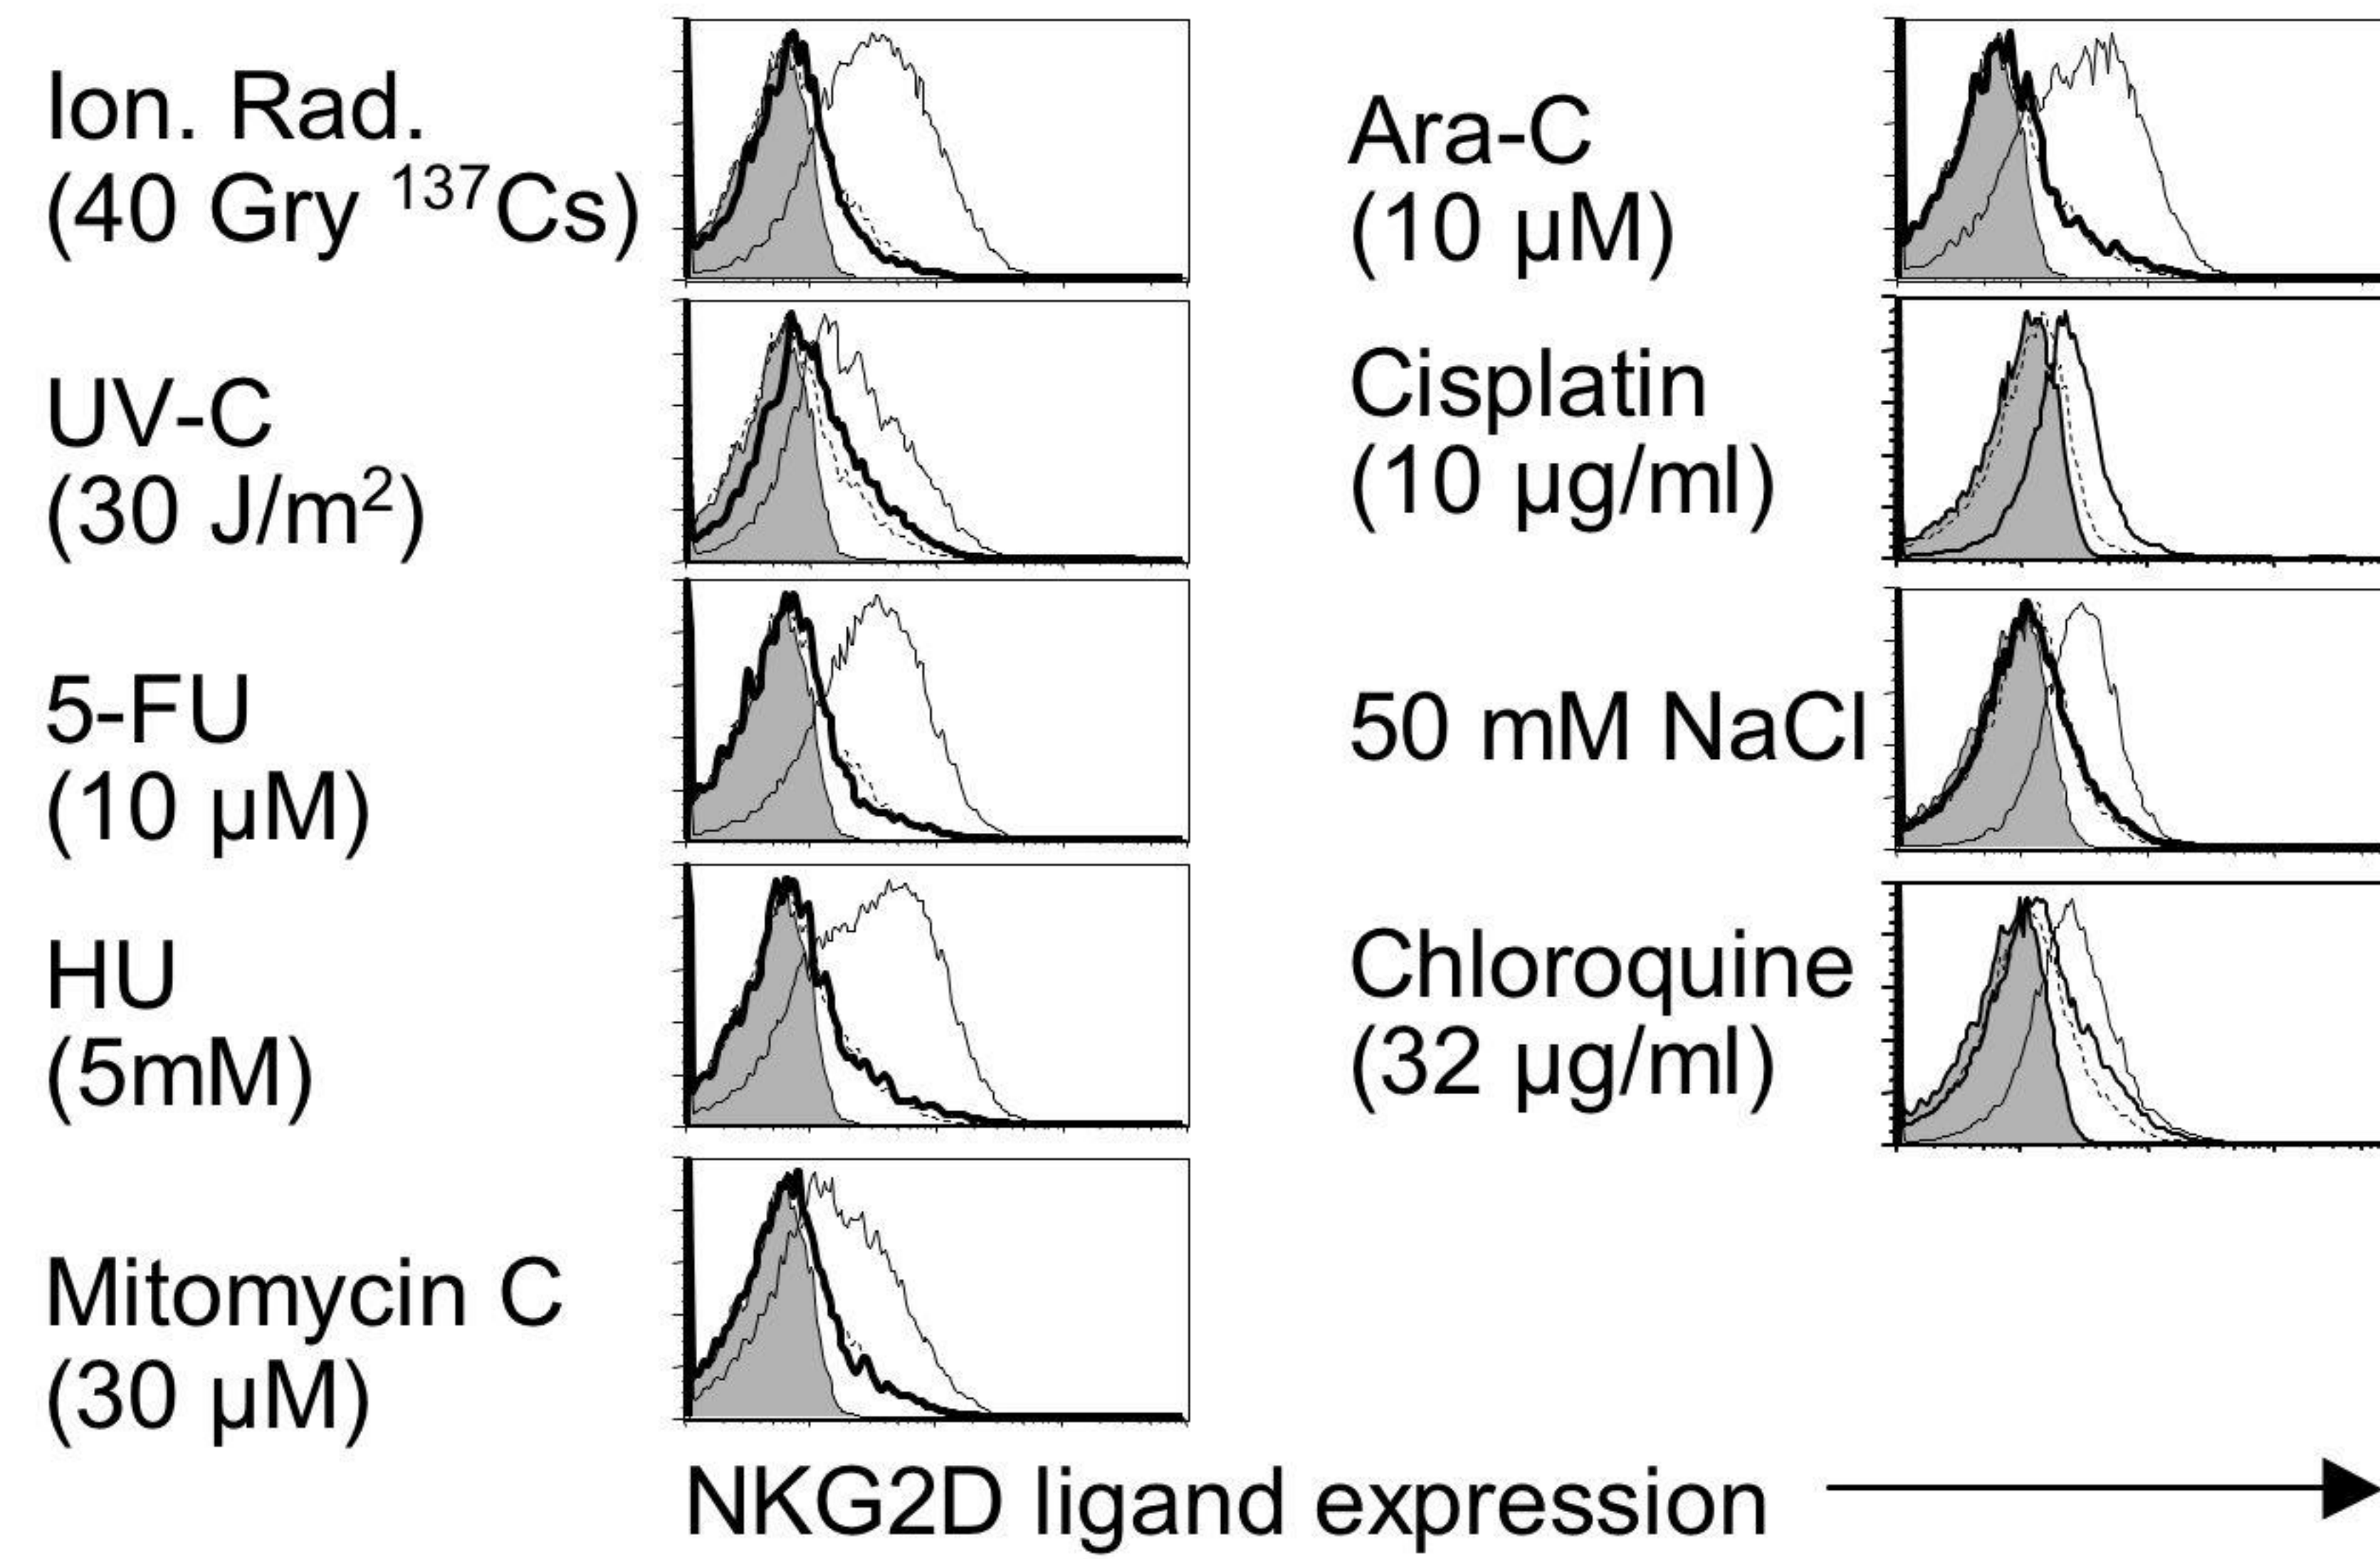 Ion. Rad.
(40 Gry ¹³⁷Cs)
UV-C
(30 J/m²)
5-FU
(10 µM)
HU
(5mM)
Mitomycin C
(30 µM)
Ara-C
(10 µM)
Cisplatin
(10 µg/ml)
50 mM NaCl
Chloroquine
(32 µg/ml)
NKG2D ligand expression